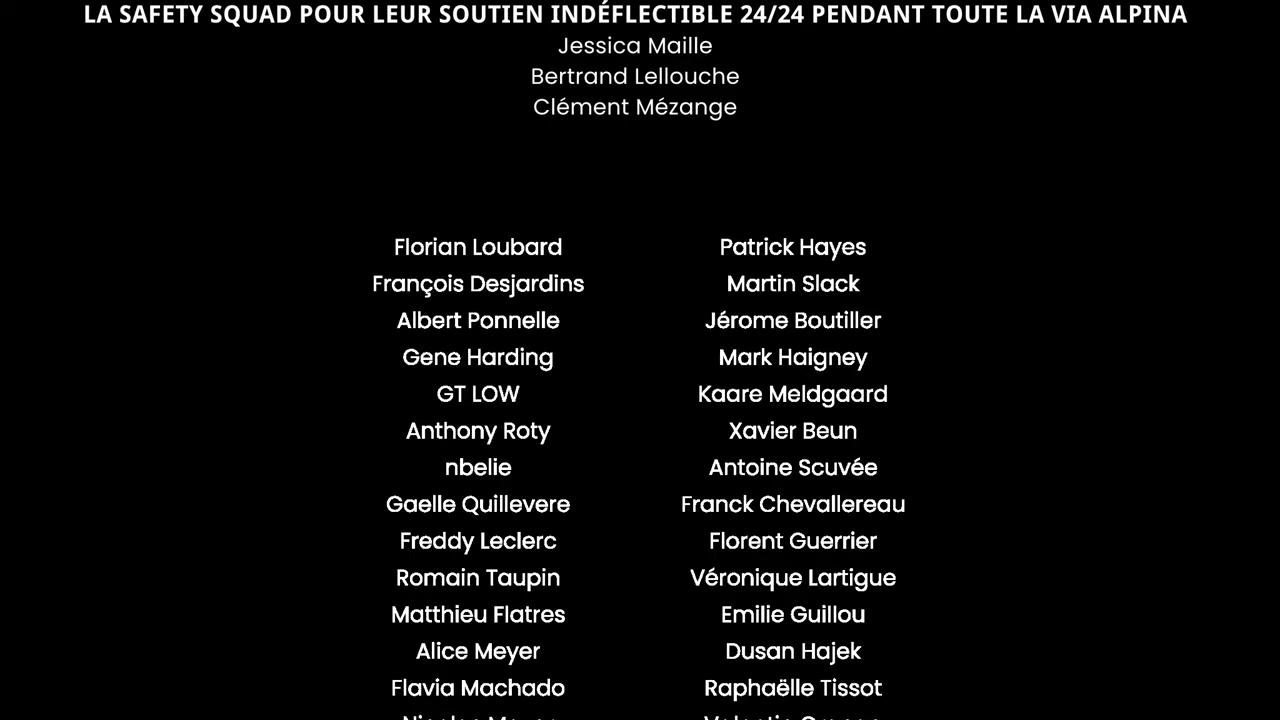 LA SAFETY SQUAD POUR LEUR SOUTIEN INDÉFLECTIBLE 24/24 PENDANT TOUTE LA VIA ALPINA
Jessica Maille
Bertrand Lellouche
Clément Mézange
Florian Loubard
François Desjardins
Albert Ponnelle
Gene Harding
GT LOW
Anthony Roty
nbelie
Gaelle Quillevere
Freddy Leclerc
Romain Taupin
Matthieu Flatres
Alice Meyer
Flavia Machado
Patrick Hayes
Martin Slack
Jérome Boutiller
Mark Haigney
Kaare Meldgaard
Xavier Beun
Antoine Scuvée
Franck Chevallereau
Florent Guerrier
Véronique Lartigue
Emilie Guillou
Dusan Hajek
Raphaëlle Tissot